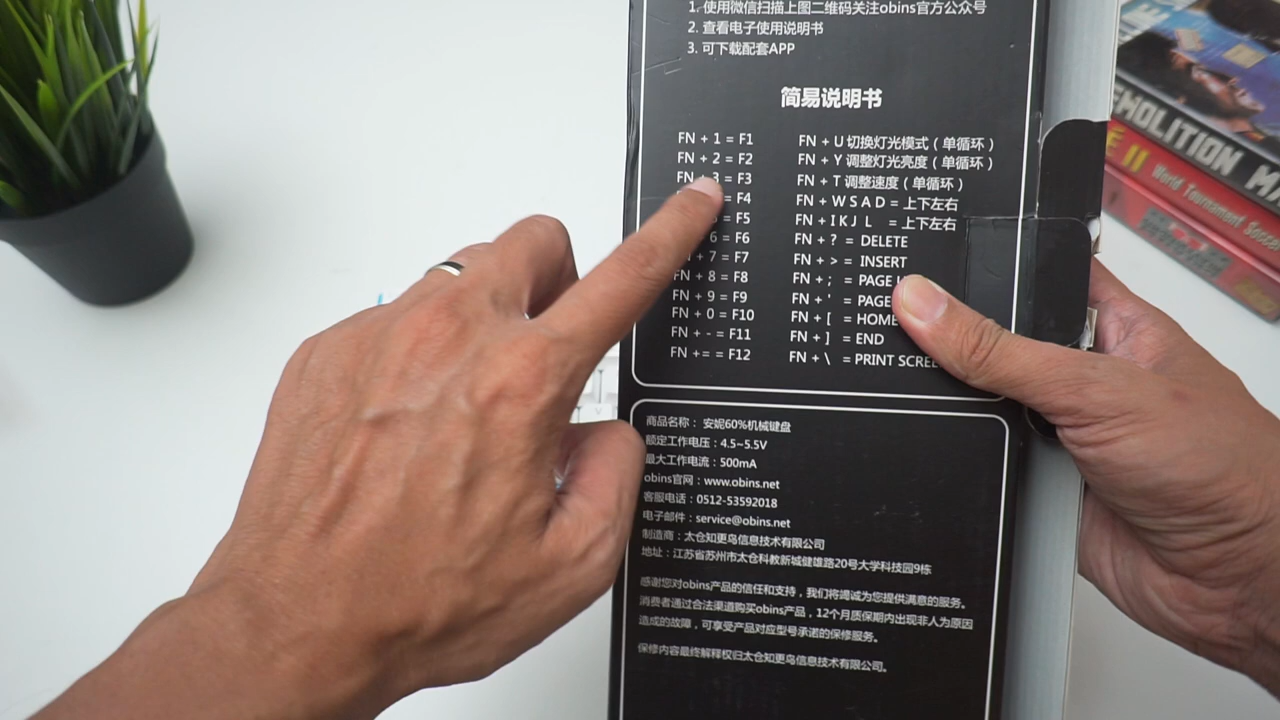 1. 使用微信扫描上图二维码关注obins官方公众号
2. 查看电子使用说明书
3. 可下载配套APP
简易说明书
FN + 1 = F1
FN + 2 = F2
FN + 3 = F3
= F4
= F5
6 = F6
+ 7 = F7
FN + 8 = F8
FN + 9 = F9
FN + 0 = F10
FN + - = F11
FN += = F12
FN + U 切换灯光模式 ( 单循环 )
FN + Y 调整灯光亮度 ( 单循环 )
FN + T 调整速度 ( 单循环 )
FN + W S A D = 上下左右
FN + I K J L = 上下左右
FN + ? = DELETE
FN + > = INSERT
FN + ; = PAGE
FN + ' = PAGE
FN + [ = HOME
FN + ] = END
FN + \ = PRINT SCREE
商品名称： 安妮60%机械键盘
额定工作电压：4.5~5.5V
最大工作电流：500mA
obins官网：www.obins.net
客服电话：0512-53592018
电子邮件：service@obins.net
制造商：太仓知更鸟信息技术有限公司
地址：江苏省苏州市太仓科教新城健雄路20号大学科技园9栋
感谢您对obins产品的信任和支持，我们将竭诚为您提供满意的服务。
消费者通过合法渠道购买obins产品，12个月质保期内出现非人为原因
造成的故障，可享受产品对应型号承诺的保修服务。
保修内容最终解释权归太仓知更鸟信息技术有限公司。
EMOLITION MA
E II
World Tournament Soccer